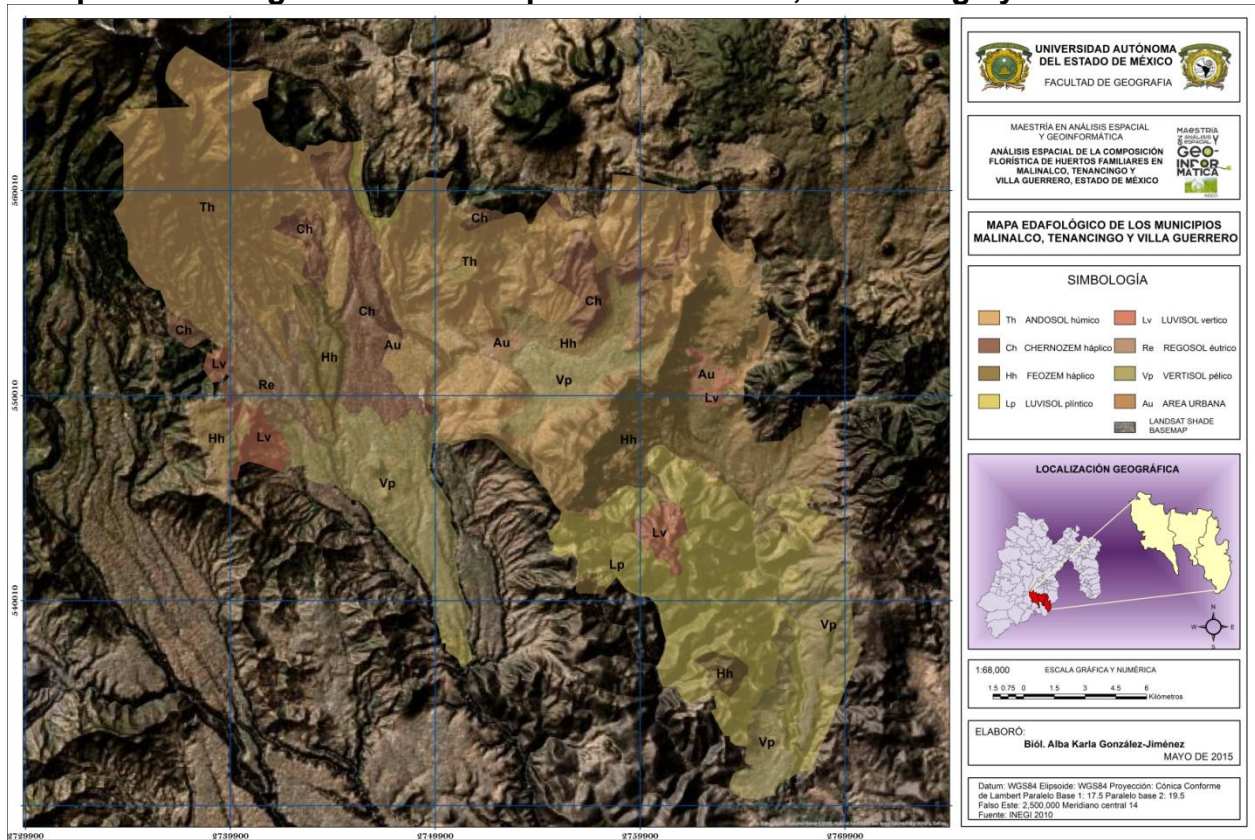 UNIVERSIDAD AUTÓNOMA
DEL ESTADO DE MÉXICO
FACULTAD DE GEOGRAFIA
MAESTRÍA EN ANÁLISIS ESPACIAL
Y GEOINFORMÁTICA
ANÁLISIS ESPACIAL DE LA COMPOSICIÓN
FLORÍSTICA DE HUERTOS FAMILIARES EN
MALINALCO, TENANCINGO Y
VILLA GUERRERO, ESTADO DE MÉXICO
MAESTRÍA
EN ANÁLISIS
ESPACIAL Y
GEO-
INFOR
MÁTICA
MAPA EDAFOLÓGICO DE LOS MUNICIPIOS
MALINALCO, TENANCINGO Y VILLA GUERRERO
SIMBOLOGÍA
Th ANDOSOL húmico
Lv LUVISOL vertico
Ch CHERNOZEM háplico
Re REGOSOL éutrico
Hh FEOZEM háplico
Vp VERTISOL pélico
Lp LUVISOL plíntico
Au AREA URBANA
LANDSAT SHADE
BASEMAP
LOCALIZACIÓN GEOGRÁFICA
N
W E
S
1:68,000 ESCALA GRÁFICA Y NUMÉRICA
1.5 0.75 0 1.5 3 4.5 6
Kilómetros
ELABORÓ:
Biól. Alba Karla González-Jiménez
MAYO DE 2015
Datum: WGS84 Elipsoide: WGS84 Proyección: Cónica Conforme
de Lambert Paralelo Base 1: 17.5 Paralelo base 2: 19.5
Falso Este: 2,500,000 Meridiano central 14
Fuente: INEGI 2010
560010
550010
540010
2729900
2739900
2749900
2759900
2769900
Th
Ch
Ch
Th
Ch
Ch
Ch
Au
Au
Hh
Hh
Lv
Re
Vp
Au
Lv
Hh
Lv
Hh
Vp
Lv
Lp
Vp
Hh
Vp